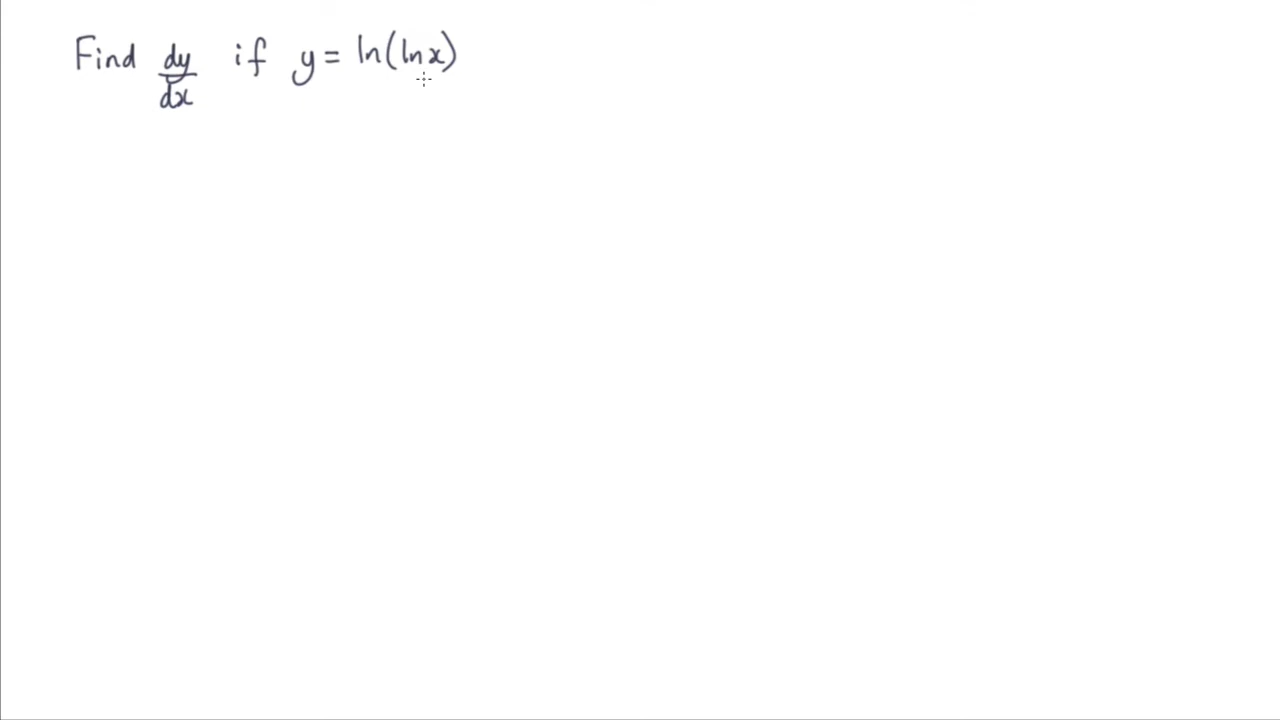 Find dy/dx if y = ln(ln x)